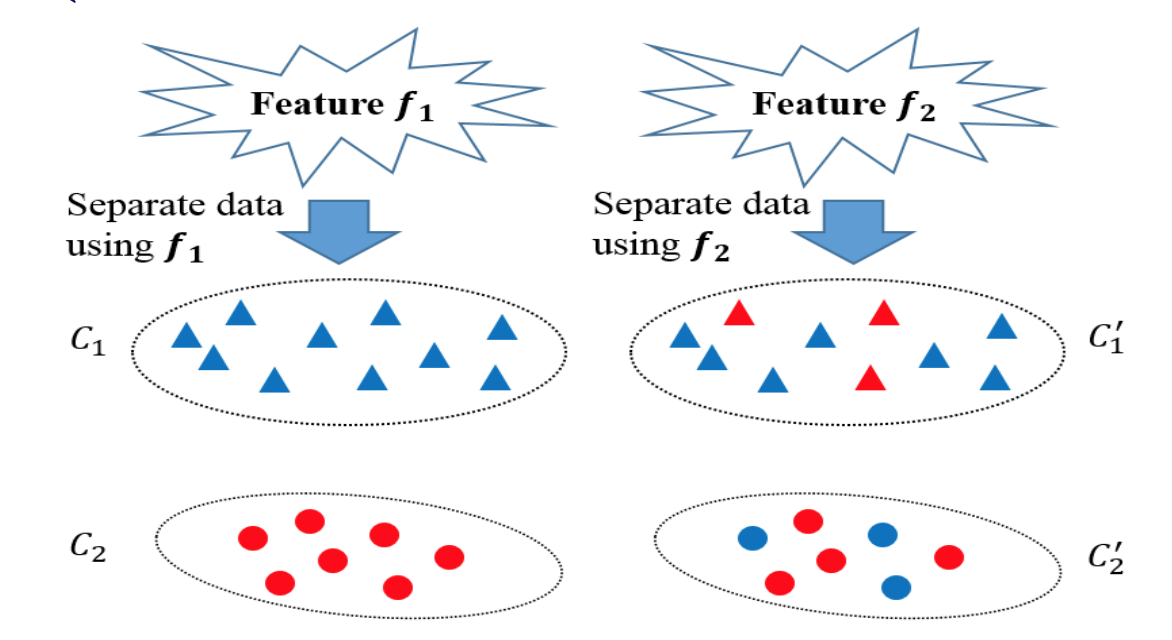 Feature f₁
Feature f₂
Separate data
using f₁
Separate data
using f₂
C₁
C₁′
C₂
C₂′